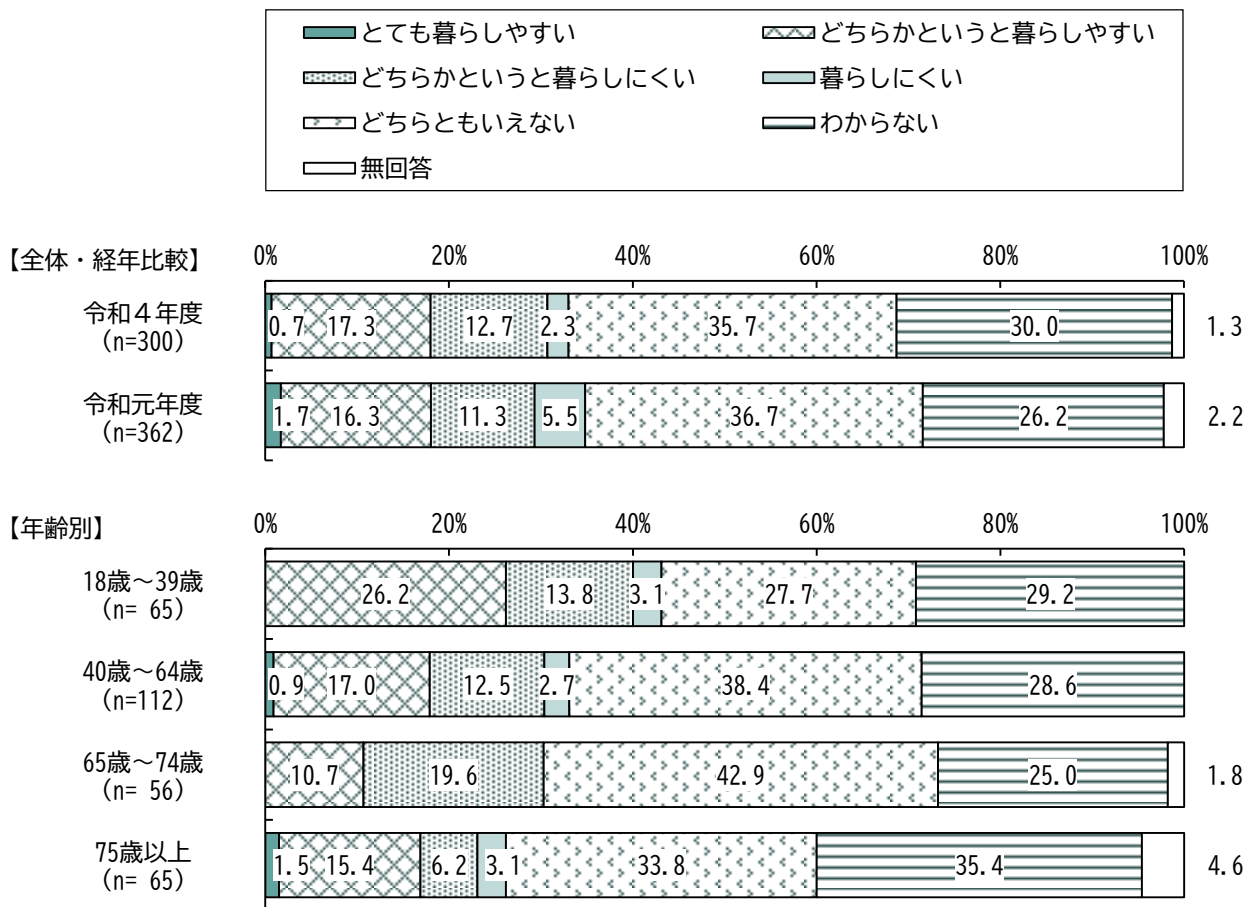 とても暮らしやすい どちらかというと暮らしやすい
どちらかというと暮らしにくい 暮らしにくい
どちらともいえない わからない
無回答
【全体・経年比較】 0% 20% 40% 60% 80% 100%
令和４年度
(n=300)
0.7 17.3 12.7 2.3 35.7 30.0 1.3
令和元年度
(n=362)
1.7 16.3 11.3 5.5 36.7 26.2 2.2
【年齢別】 0% 20% 40% 60% 80% 100%
18歳～39歳
(n= 65)
26.2 13.8 3.1 27.7 29.2
40歳～64歳
(n=112)
0.9 17.0 12.5 2.7 38.4 28.6
65歳～74歳
(n= 56)
10.7 19.6 42.9 25.0 1.8
75歳以上
(n= 65)
1.5 15.4 6.2 3.1 33.8 35.4 4.6